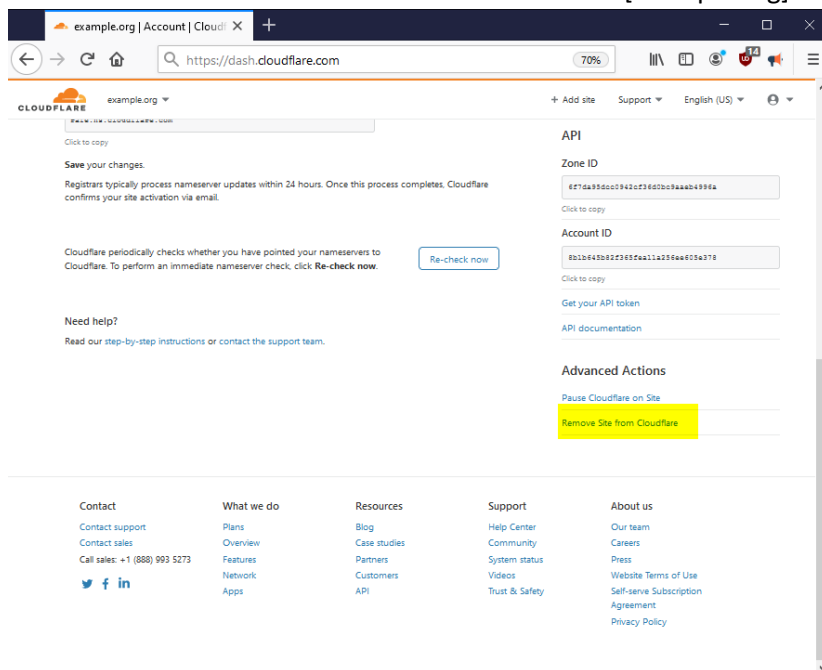 example.org | Account | Cloudf
https://dash.cloudflare.com
70%
14
CLOUDFLARE
example.org
+ Add site
Support
English (US)
Click to copy
Save your changes.
Registrars typically process nameserver updates within 24 hours. Once this process completes, Cloudflare
confirms your site activation via email.
Cloudflare periodically checks whether you have pointed your nameservers to
Cloudflare. To perform an immediate nameserver check, click Re-check now.
Re-check now
Need help?
Read our step-by-step instructions or contact the support team.
API
Zone ID
Click to copy
Account ID
Click to copy
Get your API token
API documentation
Advanced Actions
Pause Cloudflare on Site
Remove Site from Cloudflare
Contact
Contact support
Contact sales
Call sales: +1 (888) 993 5273
What we do
Plans
Overview
Features
Network
Apps
Resources
Blog
Case studies
Partners
Customers
API
Support
Help Center
Community
System status
Videos
Trust & Safety
About us
Our team
Careers
Press
Website Terms of Use
Self-serve Subscription
Agreement
Privacy Policy